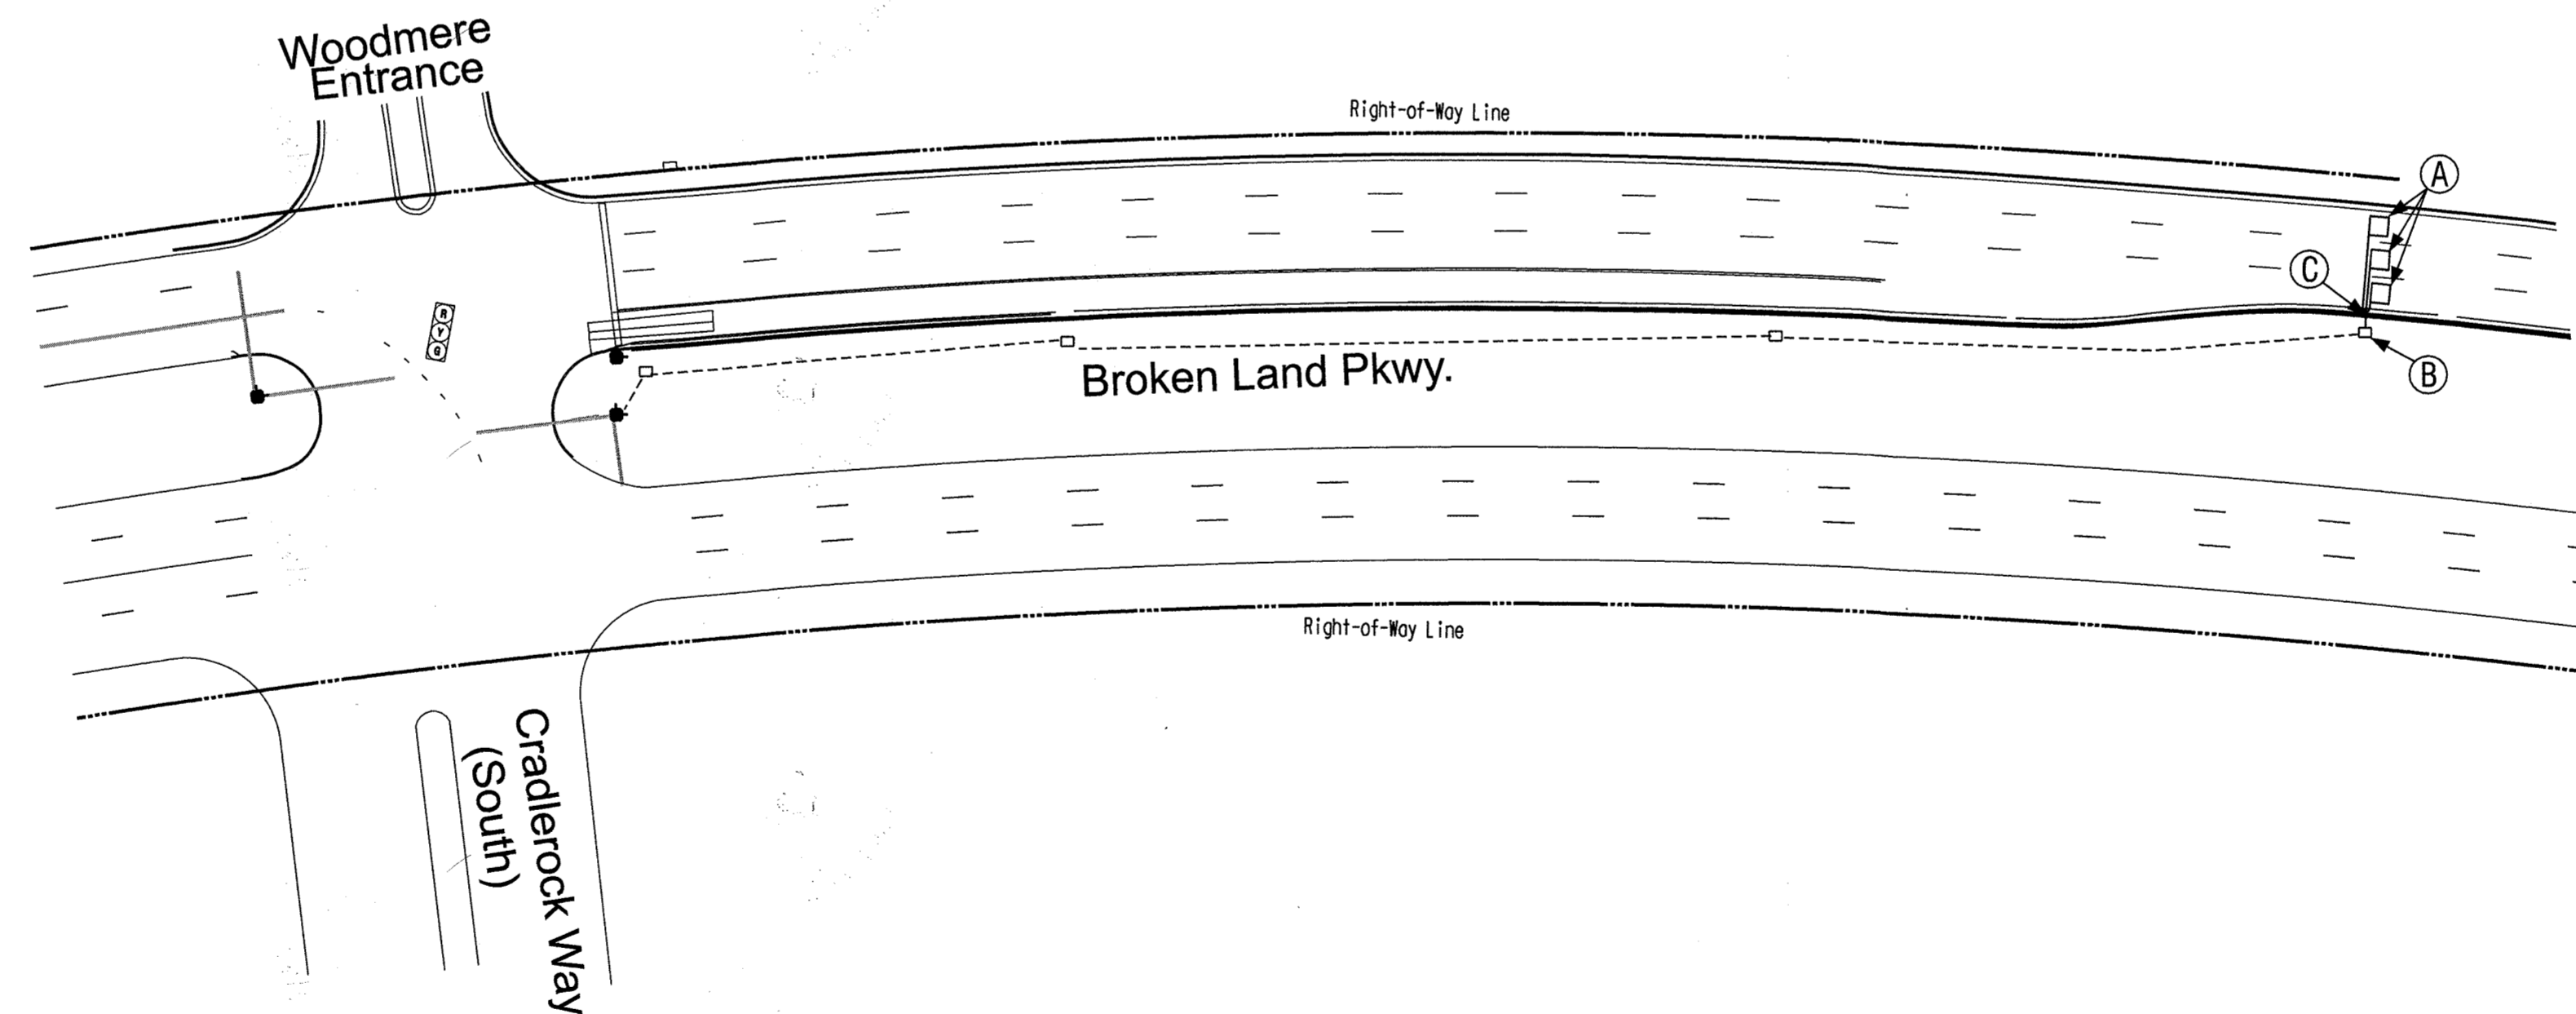 Woodmere
Entrance
Right-of-Way Line
A
C
R
Y
G
B
Broken Land Pkwy.
Right-of-Way Line
Cradlerock Way
(South)